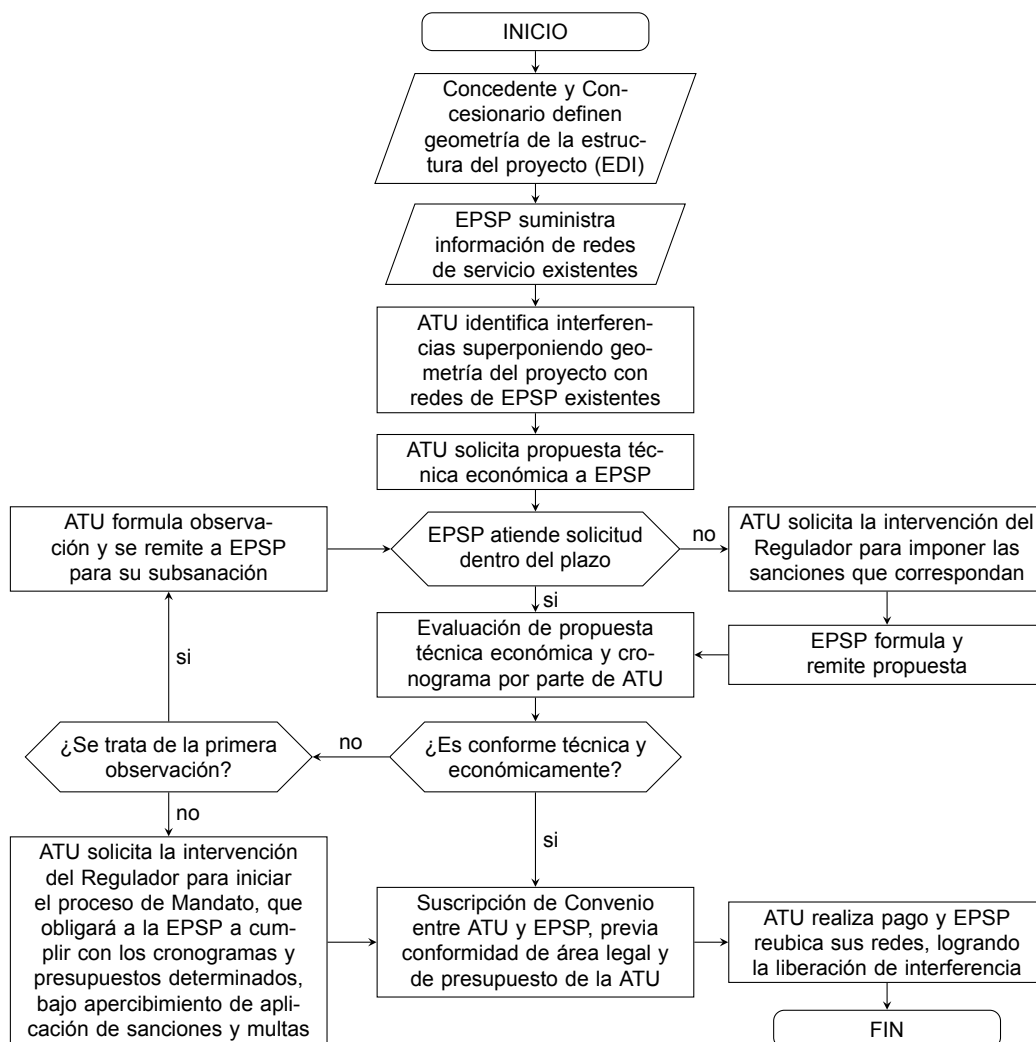 INICIO
Concedente y Con-
cesionario definen
geometría de la estruc-
tura del proyecto (EDI)
EPSP suministra
información de redes
de servicio existentes
ATU identifica interferen-
cias superponiendo geo-
metría del proyecto con
redes de EPSP existentes
ATU solicita propuesta téc-
nica económica a EPSP
ATU formula observa-
ción y se remite a EPSP
para su subsanación
EPSP atiende solicitud
dentro del plazo
no
ATU solicita la intervención del
Regulador para imponer las
sanciones que correspondan
si
si
Evaluación de propuesta
técnica económica y cro-
nograma por parte de ATU
EPSP formula y
remite propuesta
¿Se trata de la primera
observación?
no
¿Es conforme técnica y
económicamente?
no
si
ATU solicita la intervención
del Regulador para iniciar
el proceso de Mandato, que
obligará a la EPSP a cum-
plir con los cronogramas y
presupuestos determinados,
bajo apercibimiento de apli-
cación de sanciones y multas
Suscripción de Convenio
entre ATU y EPSP, previa
conformidad de área legal y
de presupuesto de la ATU
ATU realiza pago y EPSP
reubica sus redes, logrando
la liberación de interferencia
FIN